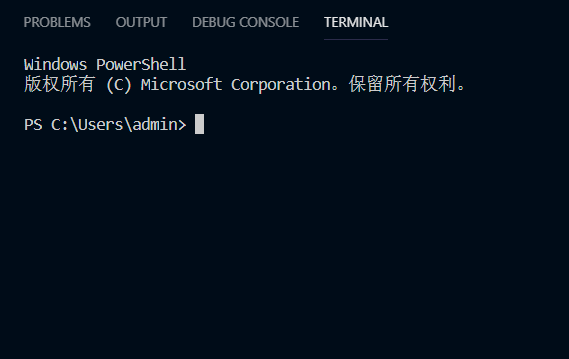 PROBLEMS OUTPUT DEBUG CONSOLE TERMINAL
Windows PowerShell
版权所有 (C) Microsoft Corporation。保留所有权利。
PS C:\Users\admin>